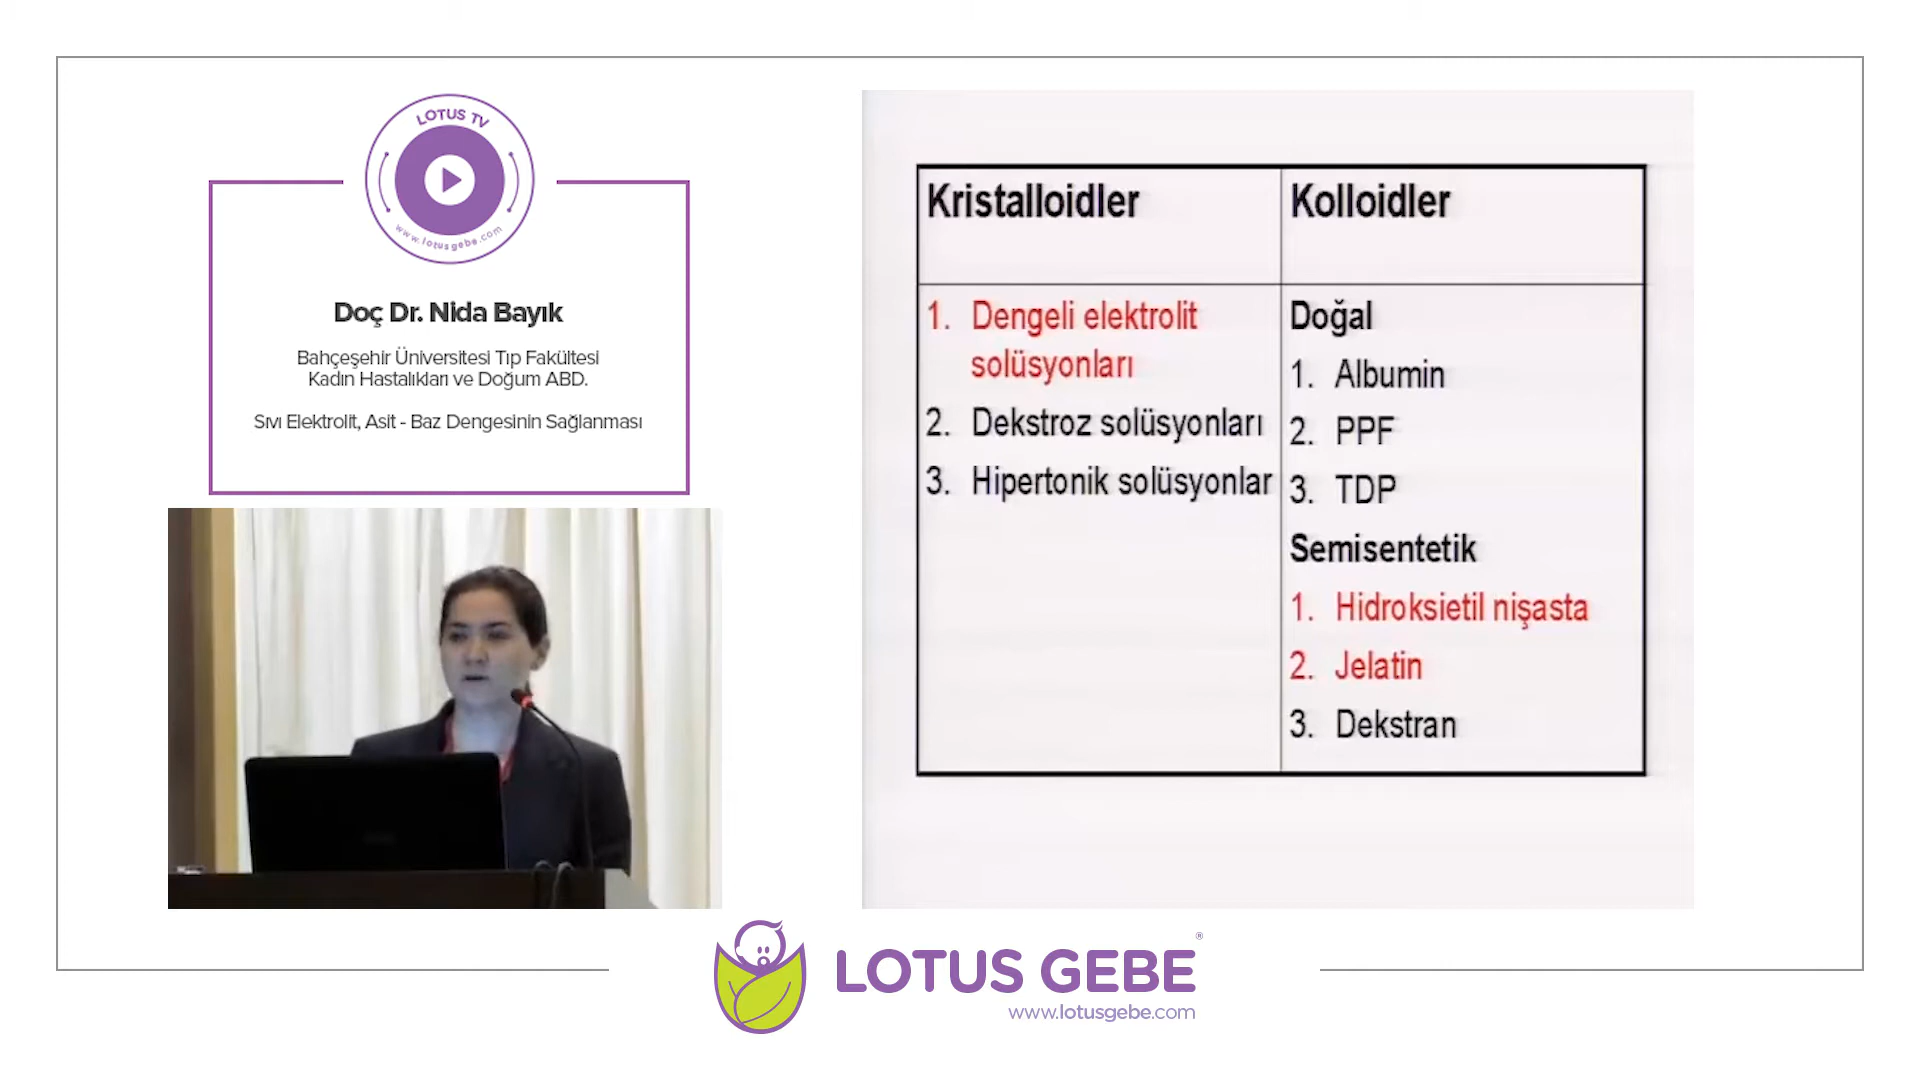 LOTUS TV
www.lotusgebe.com
Doç Dr. Nida Bayık
Bahçeşehir Üniversitesi Tıp Fakültesi
Kadın Hastalıkları ve Doğum ABD.
Sıvı Elektrolit, Asit - Baz Dengesinin Sağlanması
Kristalloidler
1. Dengeli elektrolit
solüsyonları
2. Dekstroz solüsyonları
3. Hipertonik solüsyonlar
Kolloidler
Doğal
1. Albumin
2. PPF
3. TDP
Semisentetik
1. Hidroksietil nişasta
2. Jelatin
3. Dekstran
LOTUS GEBE®
www.lotusgebe.com